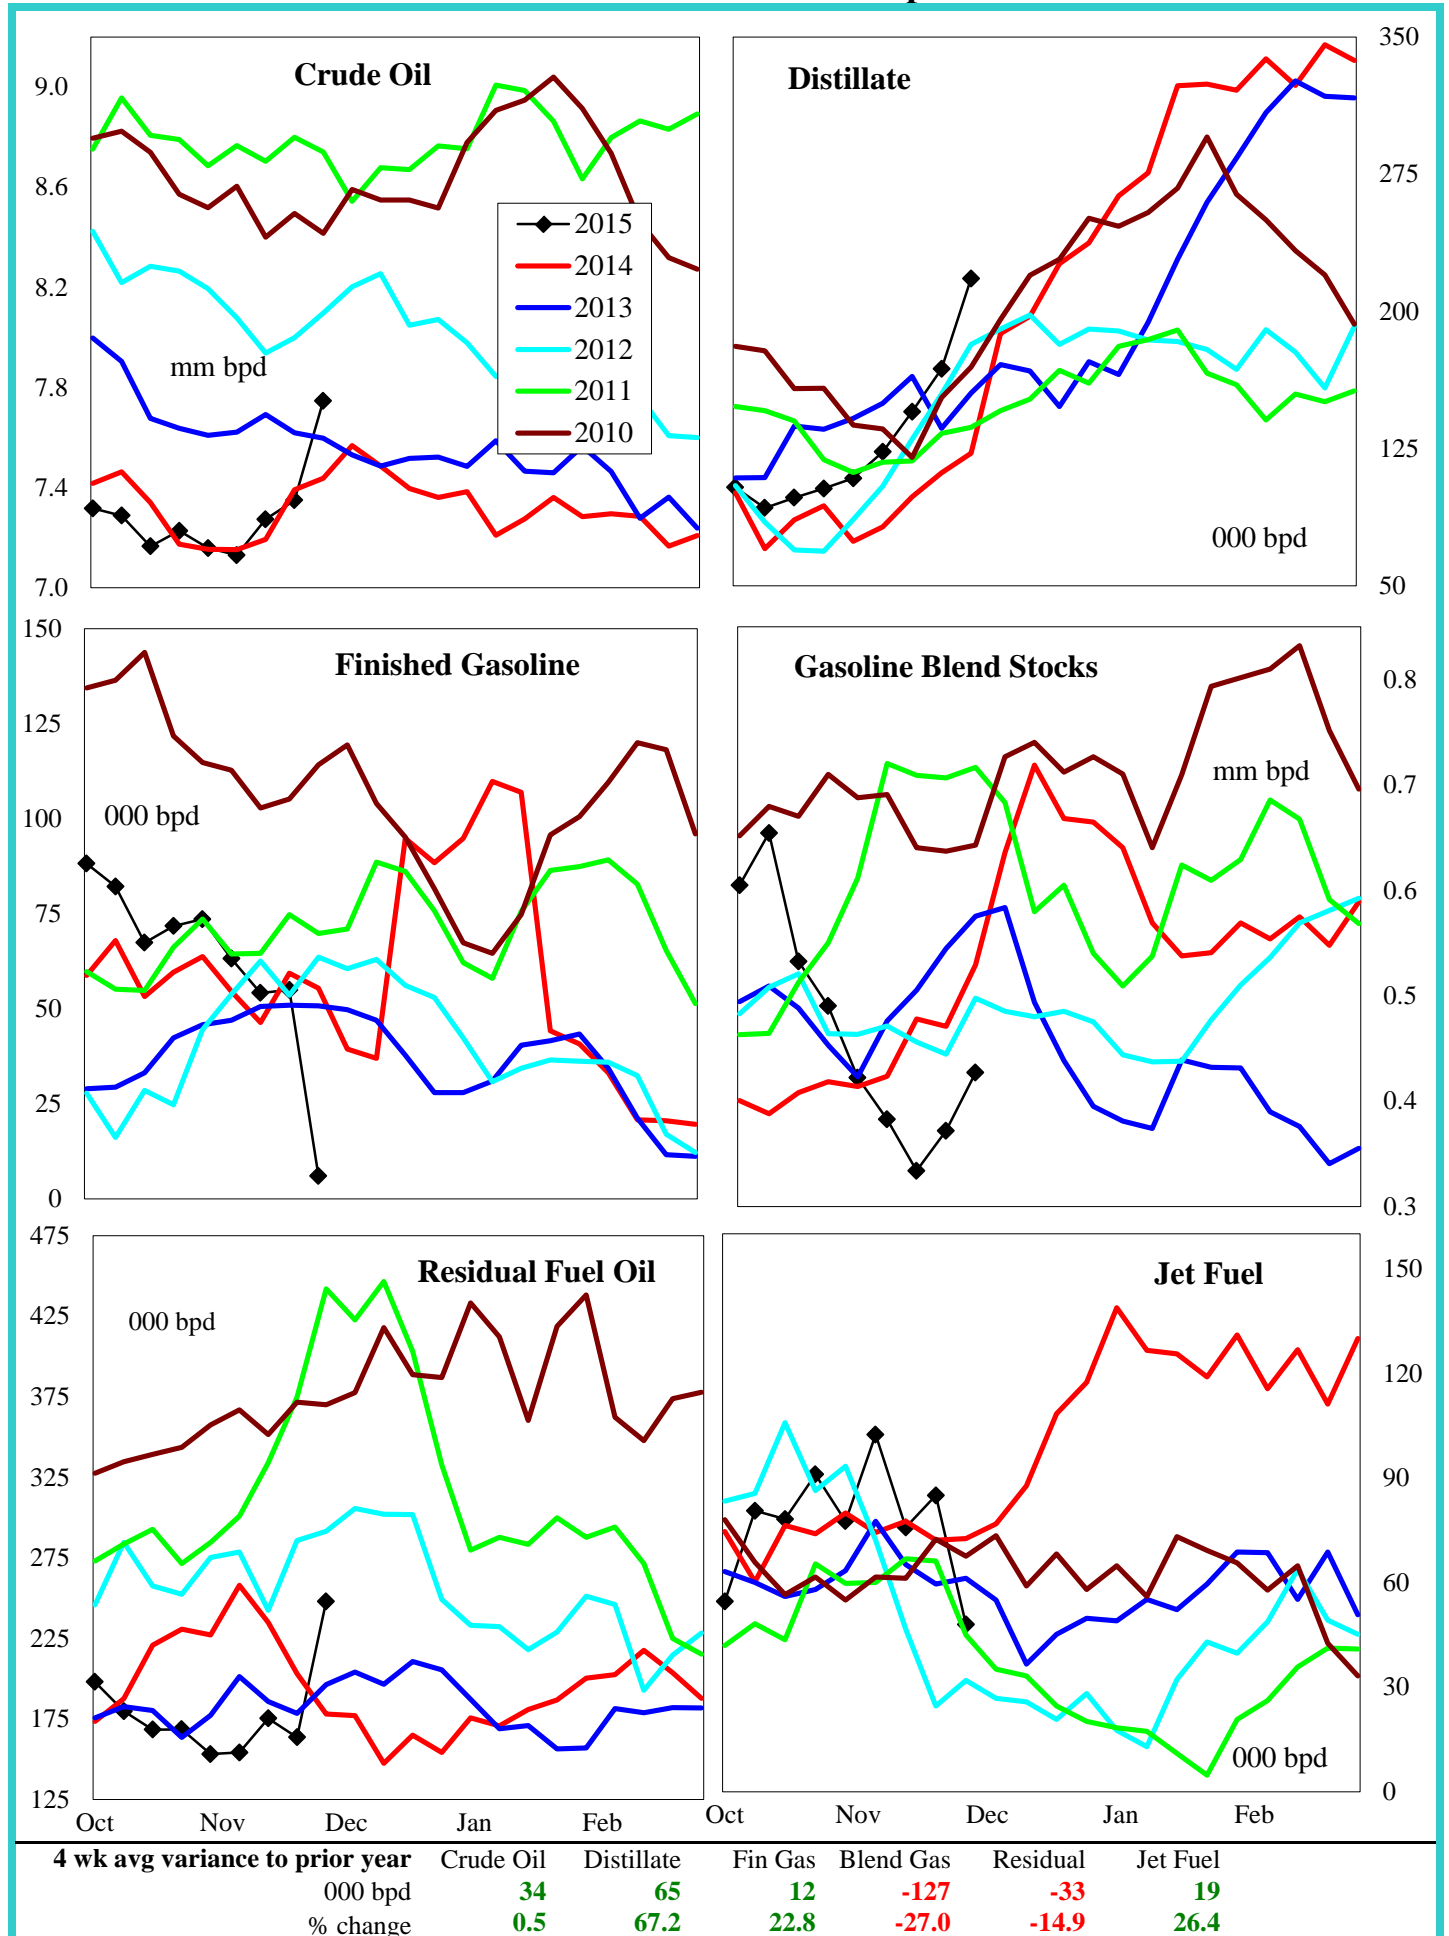 Crude Oil
9.0
8.6
8.2
7.8
7.4
7.0
mm bpd
2015
2014
2013
2012
2011
2010
Distillate
350
275
200
125
50
000 bpd
Finished Gasoline
150
125
100
75
50
25
0
000 bpd
Gasoline Blend Stocks
mm bpd
0.8
0.7
0.6
0.5
0.4
0.3
Residual Fuel Oil
000 bpd
475
425
375
325
275
225
175
125
Oct Nov Dec Jan Feb
Jet Fuel
150
120
90
60
30
0
000 bpd
Oct Nov Dec Jan Feb
4 wk avg variance to prior year Crude Oil Distillate Fin Gas Blend Gas Residual Jet Fuel
000 bpd 34 65 12 -127 -33 19
% change 0.5 67.2 22.8 -27.0 -14.9 26.4